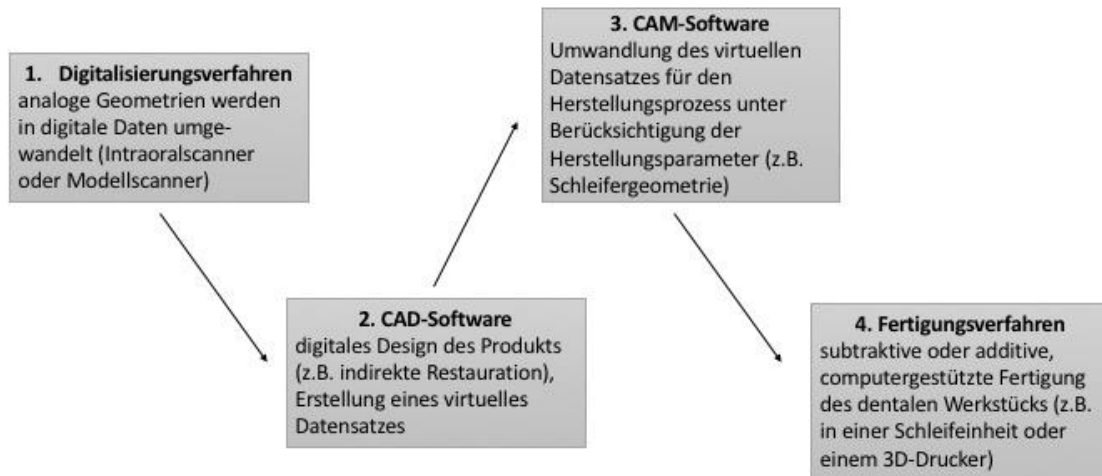 1. Digitalisierungsverfahren
analoge Geometrien werden
in digitale Daten umge-
wandelt (Intraoralscanner
oder Modellscanner)
2. CAD-Software
digitales Design des Produkts
(z.B. indirekte Restauration),
Erstellung eines virtuelles
Datensatzes
3. CAM-Software
Umwandlung des virtuellen
Datensatzes für den
Herstellungsprozess unter
Berücksichtigung der
Herstellungsparameter (z.B.
Schleifergeometrie)
4. Fertigungsverfahren
subtraktive oder additive,
computergestützte Fertigung
des dentalen Werkstücks (z.B.
in einer Schleifeinheit oder
einem 3D-Drucker)